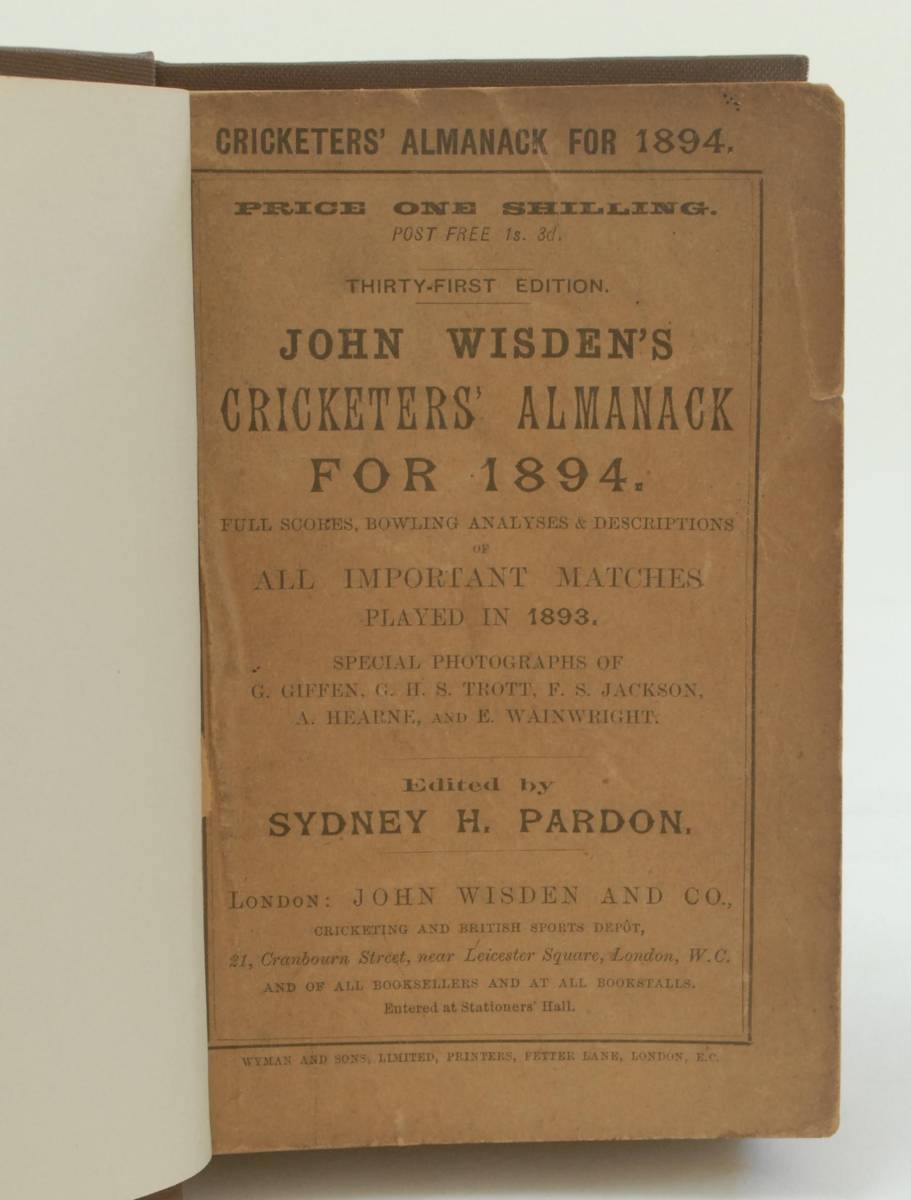 CRICKETERS' ALMANACK FOR 1894.
PRICE ONE SHILLING.
POST FREE 1s. 3d.
THIRTY-FIRST EDITION.
JOHN WISDEN'S
CRICKETERS' ALMANACK
FOR 1894.
FULL SCORES, BOWLING ANALYSES & DESCRIPTIONS
OF
ALL IMPORTANT MATCHES
PLAYED IN 1893.
SPECIAL PHOTOGRAPHS OF
G. GIFFEN, G. H. S. TROTT, F. S. JACKSON,
A. HEARNE, AND E. WAINWRIGHT.
Edited by
SYDNEY H. PARDON.
LONDON: JOHN WISDEN AND CO.,
CRICKETING AND BRITISH SPORTS DEPÔT,
21, Cranbourn Street, near Leicester Square, London, W.C.
AND OF ALL BOOKSELLERS AND AT ALL BOOKSTALLS.
Entered at Stationers' Hall.
WYMAN AND SONS, LIMITED, PRINTERS, FETTER LANE, LONDON, E.C.